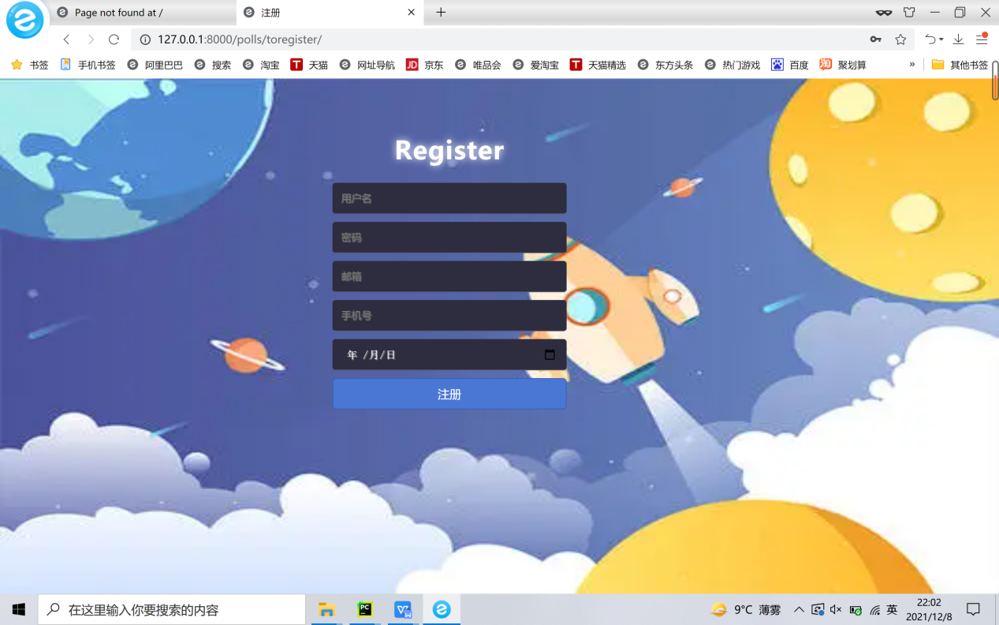 Page not found at /
注册
127.0.0.1:8000/polls/toregister/
书签 手机书签 阿里巴巴 搜索 淘宝 T 天猫 网址导航 JD 京东 唯品会 爱淘宝 T 天猫精选 东方头条 热门游戏 百度 淘 聚划算 » 其他书签
Register
用户名
密码
邮箱
手机号
年 /月/日
注册
在这里输入你要搜索的内容
PC
9°C 薄雾
英
22:02
2021/12/8